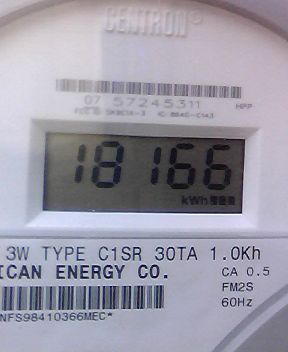 CENTRON®
07 57245311 HPP
18166
kWh
3W TYPE C1SR 30TA 1.0Kh
ICAN ENERGY CO.
CA 0.5
FM2S
60Hz
NFS98410366MEC*